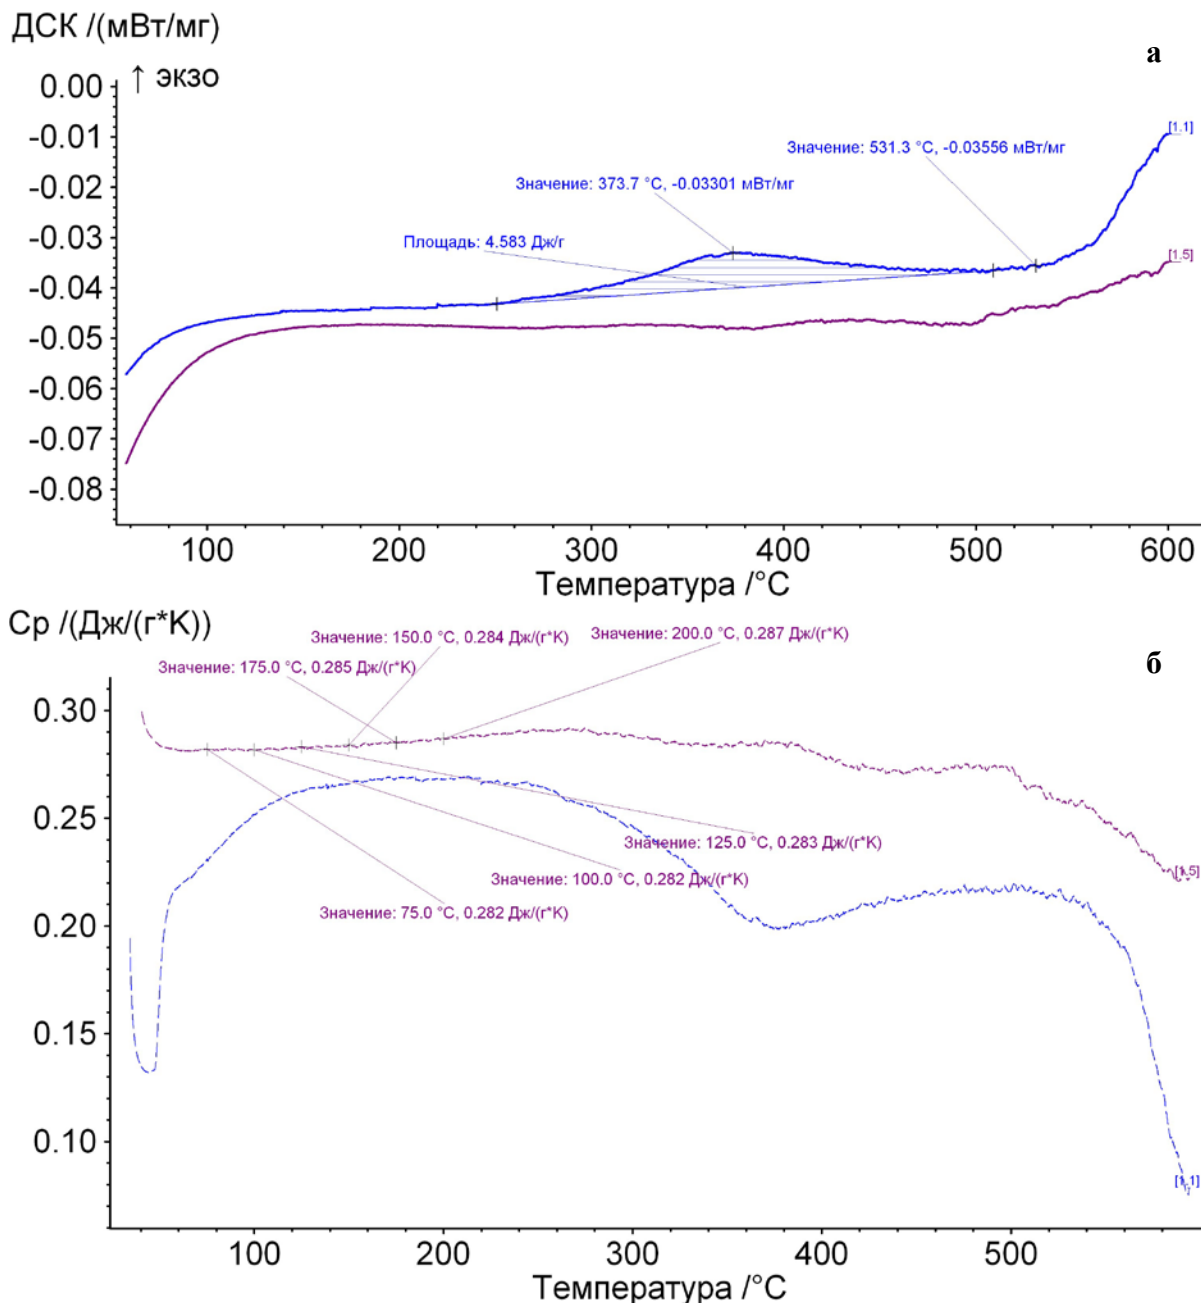 ДСК /(мВт/мг)
а
↑ экзо
0.00
[1.1]
-0.01
Значение: 531.3 °C, -0.03556 мВт/мг
-0.02
Значение: 373.7 °C, -0.03301 мВт/мг
-0.03
Площадь: 4.583 Дж/г
[1.5]
-0.04
-0.05
-0.06
-0.07
-0.08
100 200 300 400 500 600
Температура /°C
Cp /(Дж/(г*K))
Значение: 150.0 °C, 0.284 Дж/(г*K)
Значение: 200.0 °C, 0.287 Дж/(г*K)
б
Значение: 175.0 °C, 0.285 Дж/(г*K)
0.30
0.25
Значение: 125.0 °C, 0.283 Дж/(г*K)
[1.5]
Значение: 100.0 °C, 0.282 Дж/(г*K)
Значение: 75.0 °C, 0.282 Дж/(г*K)
0.20
0.15
0.10
[1.1]
100 200 300 400 500
Температура /°C